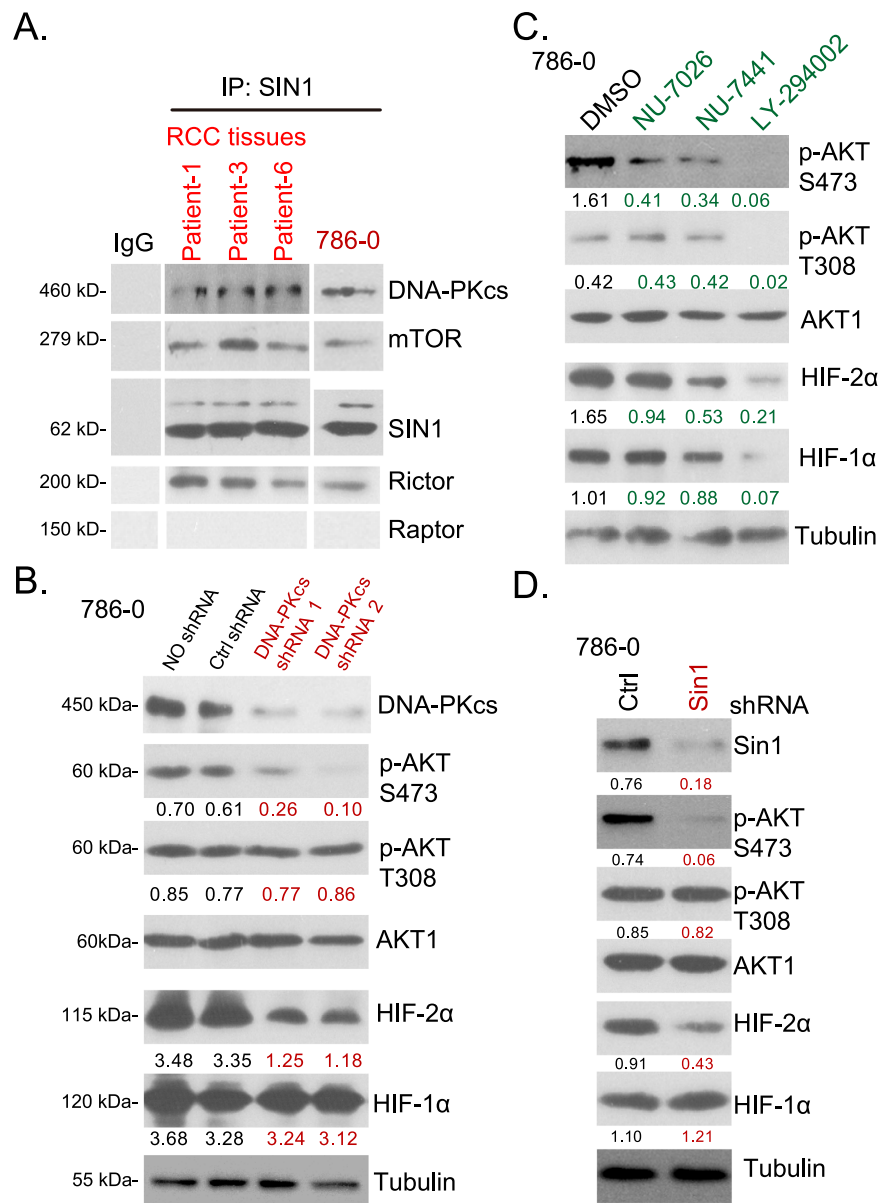 A.
IP: SIN1
RCC tissues
IgG
Patient-1
Patient-3
Patient-6
786-0
460 kD-
DNA-PKcs
279 kD-
mTOR
62 kD-
SIN1
200 kD-
Rictor
150 kD-
Raptor
B.
786-0
NO shRNA
Ctrl shRNA
DNA-PKcs
shRNA 1
DNA-PKcs
shRNA 2
450 kDa-
DNA-PKcs
60 kDa-
p-AKT
S473
0.70 0.61 0.26 0.10
60 kDa-
p-AKT
T308
0.85 0.77 0.77 0.86
60kDa-
AKT1
115 kDa-
HIF-2α
3.48 3.35 1.25 1.18
120 kDa-
HIF-1α
3.68 3.28 3.24 3.12
55 kDa-
Tubulin
C.
786-0
DMSO
NU-7026
NU-7441
LY-294002
p-AKT
S473
1.61 0.41 0.34 0.06
p-AKT
T308
0.42 0.43 0.42 0.02
AKT1
HIF-2α
1.65 0.94 0.53 0.21
HIF-1α
1.01 0.92 0.88 0.07
Tubulin
D.
786-0
Ctrl
Sin1
shRNA
Sin1
0.76 0.18
p-AKT
S473
0.74 0.06
p-AKT
T308
0.85 0.82
AKT1
HIF-2α
0.91 0.43
HIF-1α
1.10 1.21
Tubulin